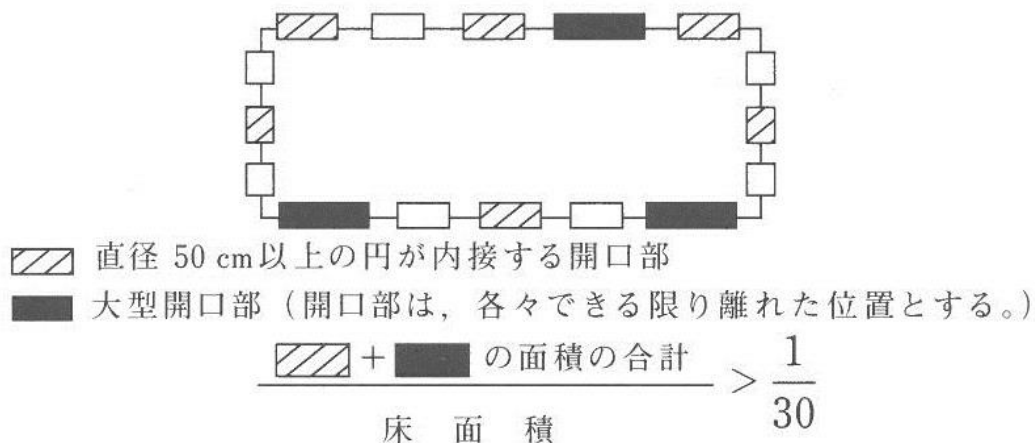 直径 50 cm以上の円が内接する開口部
大型開口部（開口部は，各々できる限り離れた位置とする。）
+ の面積の合計
床面積
> 1
30